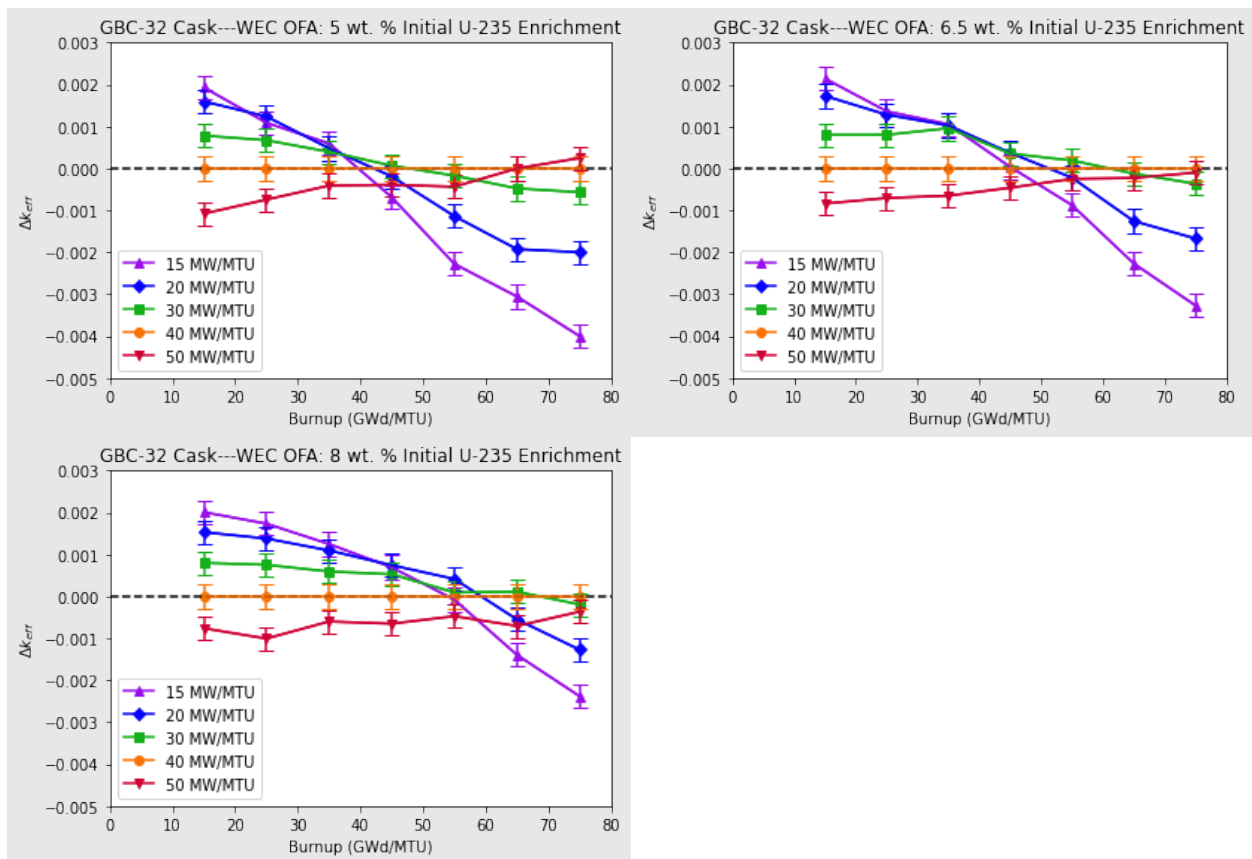 GBC-32 Cask---WEC OFA: 5 wt. % Initial U-235 Enrichment
0.003
0.002
0.001
0.000
−0.001
−0.002
−0.003
−0.004
−0.005
Δk_eff
15 MW/MTU
20 MW/MTU
30 MW/MTU
40 MW/MTU
50 MW/MTU
0 10 20 30 40 50 60 70 80
Burnup (GWd/MTU)
GBC-32 Cask---WEC OFA: 6.5 wt. % Initial U-235 Enrichment
0.003
0.002
0.001
0.000
−0.001
−0.002
−0.003
−0.004
−0.005
Δk_eff
15 MW/MTU
20 MW/MTU
30 MW/MTU
40 MW/MTU
50 MW/MTU
0 10 20 30 40 50 60 70 80
Burnup (GWd/MTU)
GBC-32 Cask---WEC OFA: 8 wt. % Initial U-235 Enrichment
0.003
0.002
0.001
0.000
−0.001
−0.002
−0.003
−0.004
−0.005
Δk_eff
15 MW/MTU
20 MW/MTU
30 MW/MTU
40 MW/MTU
50 MW/MTU
0 10 20 30 40 50 60 70 80
Burnup (GWd/MTU)